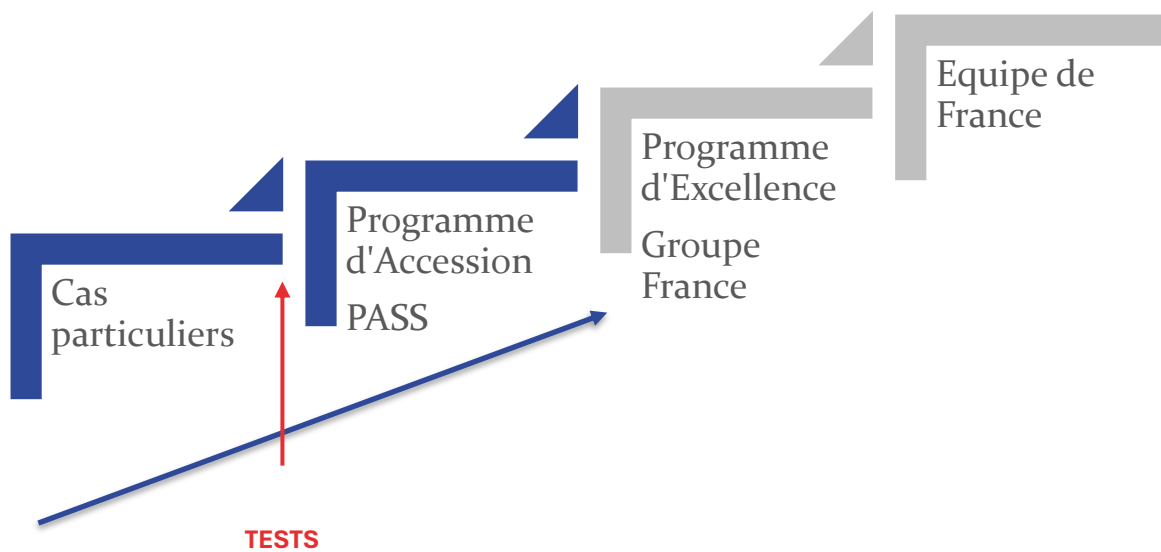 Cas
particuliers
Programme
d'Accession
PASS
Programme
d'Excellence
Groupe
France
Equipe de
France
TESTS